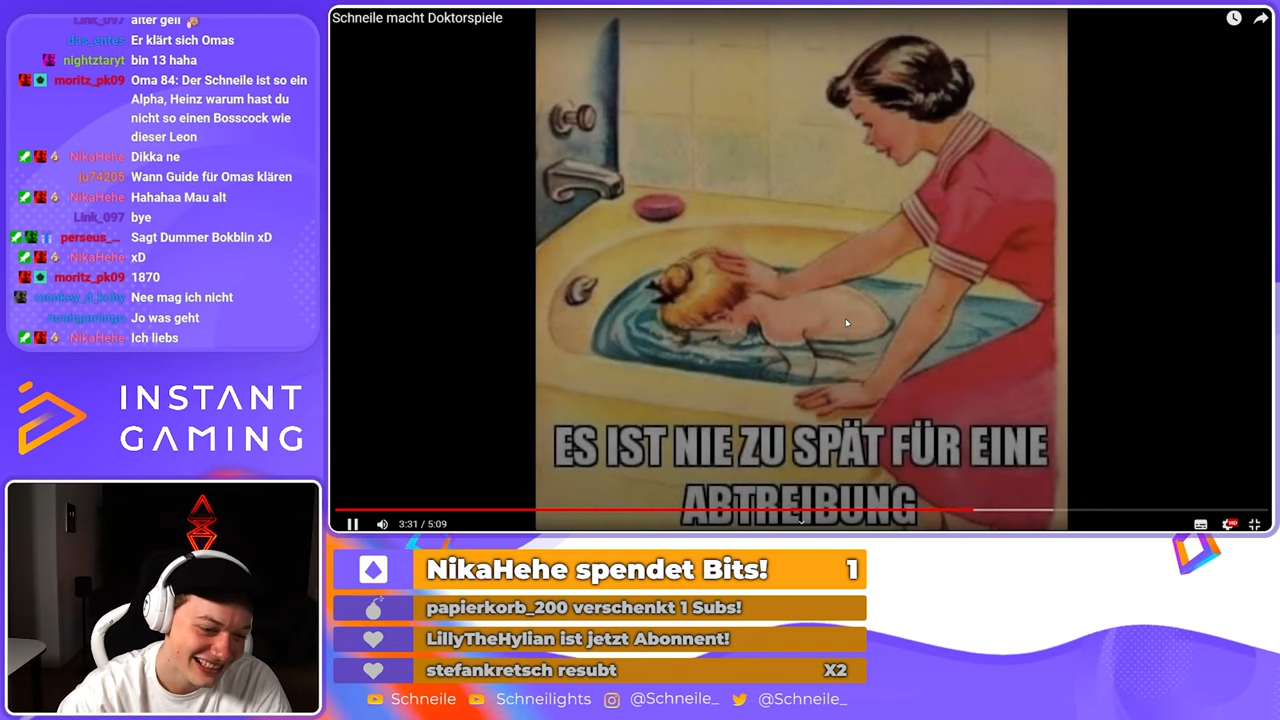 Link_097 alter geil
das_entes Er klärt sich Omas
nightztaryt bin 13 haha
moritz_pk09 Oma 84: Der Schneile ist so ein
Alpha, Heinz warum hast du
nicht so einen Bosscock wie
dieser Leon
NikaHehe Dikka ne
ju74205 Wann Guide für Omas klären
NikaHehe Hahahaa Mau alt
Link_097 bye
perseus_... Sagt Dummer Bokblin xD
NikaHehe xD
moritz_pk09 1870
Nee mag ich nicht
Jo was geht
NikaHehe Ich liebs
INSTANT
GAMING
Schneile macht Doktorspiele
ES IST NIE ZU SPÄT FÜR EINE
ABTREIBUNG
3:31 / 5:09
HD
NikaHehe spendet Bits! 1
papierkorb_200 verschenkt 1 Subs!
LillyTheHylian ist jetzt Abonnent!
stefankretsch resubt X2
Schneile Schneilights @Schneile_ @Schneile_